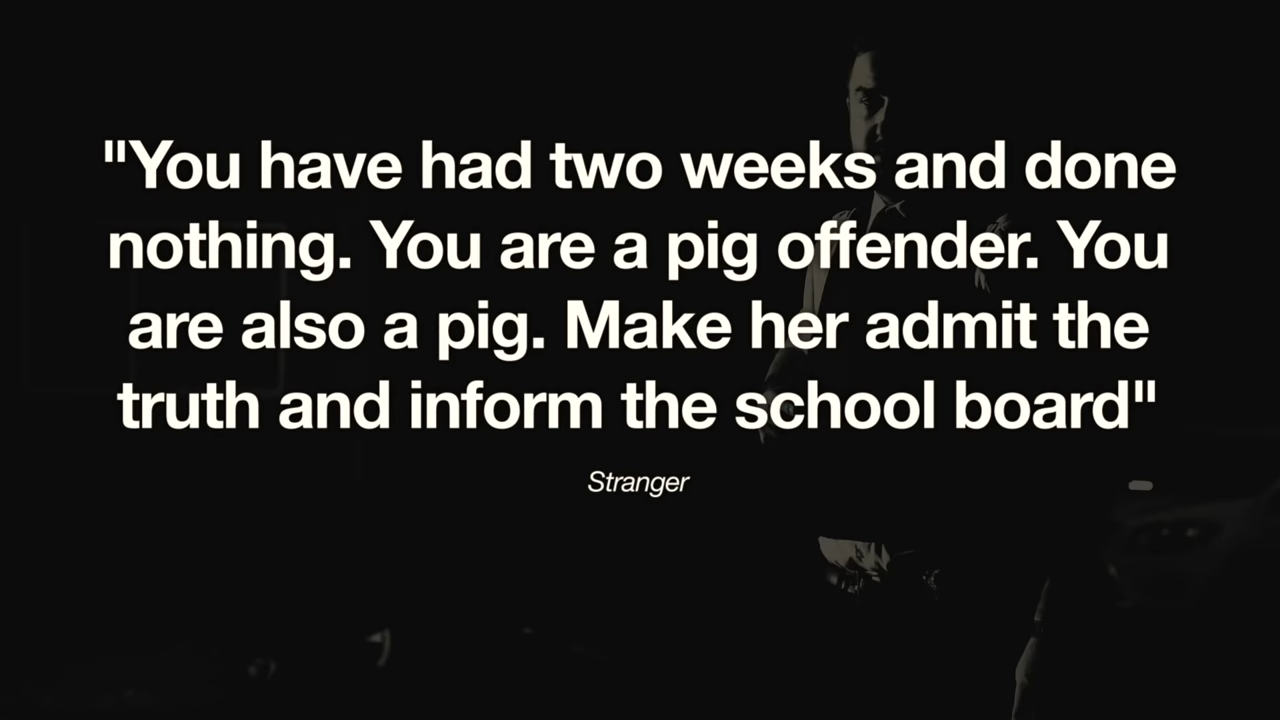 "You have had two weeks and done
nothing. You are a pig offender. You
are also a pig. Make her admit the
truth and inform the school board"
Stranger